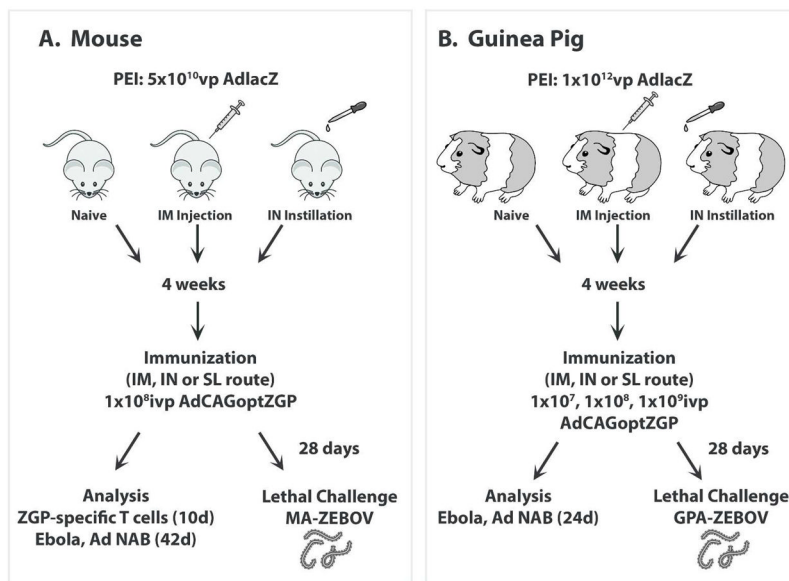 A. Mouse
PEI: 5x10¹⁰vp AdlacZ
Naive
IM Injection
IN Instillation
4 weeks
Immunization
(IM, IN or SL route)
1x10⁸ivp AdCAGoptZGP
28 days
Analysis
ZGP-specific T cells (10d)
Ebola, Ad NAB (42d)
Lethal Challenge
MA-ZEBOV
B. Guinea Pig
PEI: 1x10¹²vp AdlacZ
Naive
IM Injection
IN Instillation
4 weeks
Immunization
(IM, IN or SL route)
1x10⁷, 1x10⁸, 1x10⁹ivp
AdCAGoptZGP
28 days
Analysis
Ebola, Ad NAB (24d)
Lethal Challenge
GPA-ZEBOV